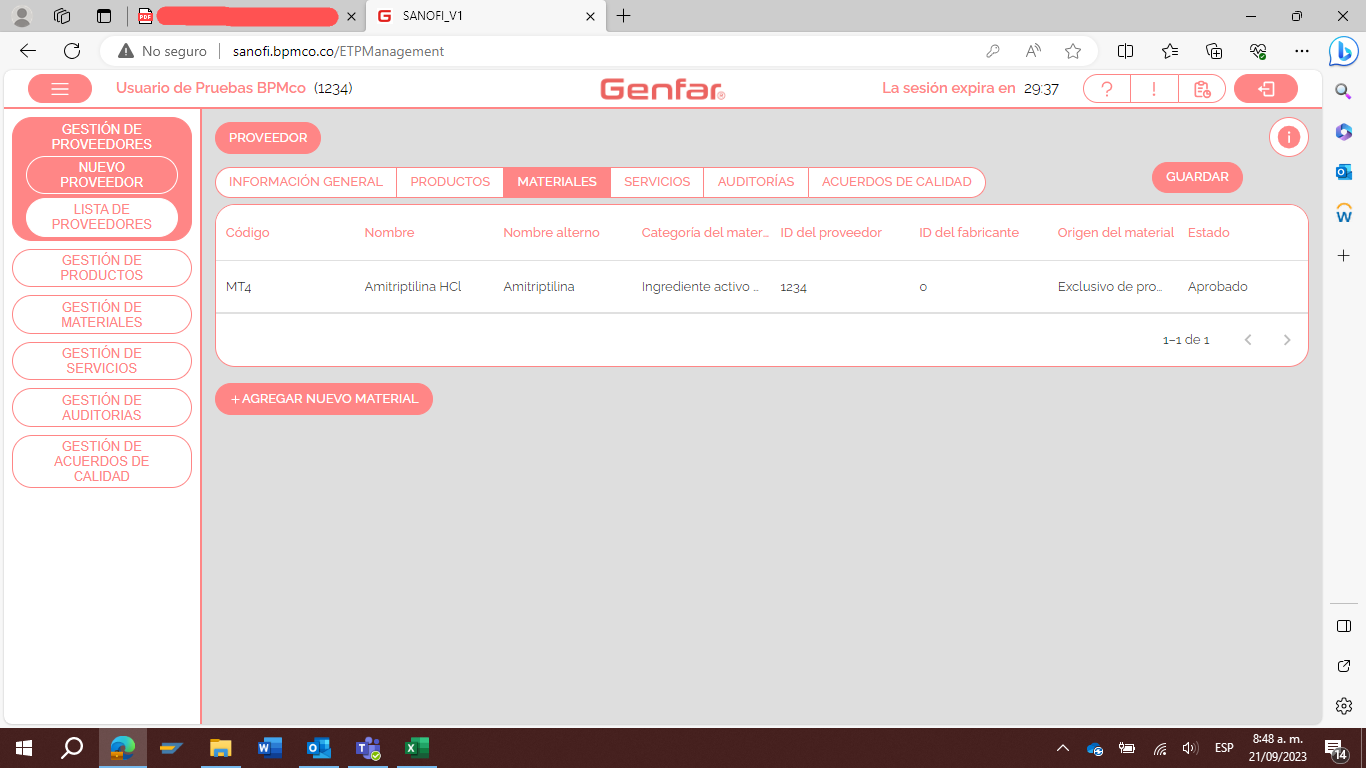 PDF
SANOFI_V1
No seguro
sanofi.bpmco.co/ETPManagement
Usuario de Pruebas BPMco (1234)
Genfar®
La sesión expira en 29:37
GESTIÓN DE
PROVEEDORES
NUEVO
PROVEEDOR
LISTA DE
PROVEEDORES
GESTIÓN DE
PRODUCTOS
GESTIÓN DE
MATERIALES
GESTIÓN DE
SERVICIOS
GESTIÓN DE
AUDITORIAS
GESTIÓN DE
ACUERDOS DE
CALIDAD
PROVEEDOR
INFORMACIÓN GENERAL PRODUCTOS MATERIALES SERVICIOS AUDITORÍAS ACUERDOS DE CALIDAD
GUARDAR
Código Nombre Nombre alterno Categoría del mater... ID del proveedor ID del fabricante Origen del material Estado
MT4 Amitriptilina HCl Amitriptilina Ingrediente activo ... 1234 0 Exclusivo de pro... Aprobado
1–1 de 1
+ AGREGAR NUEVO MATERIAL
ESP
8:48 a. m.
21/09/2023
14